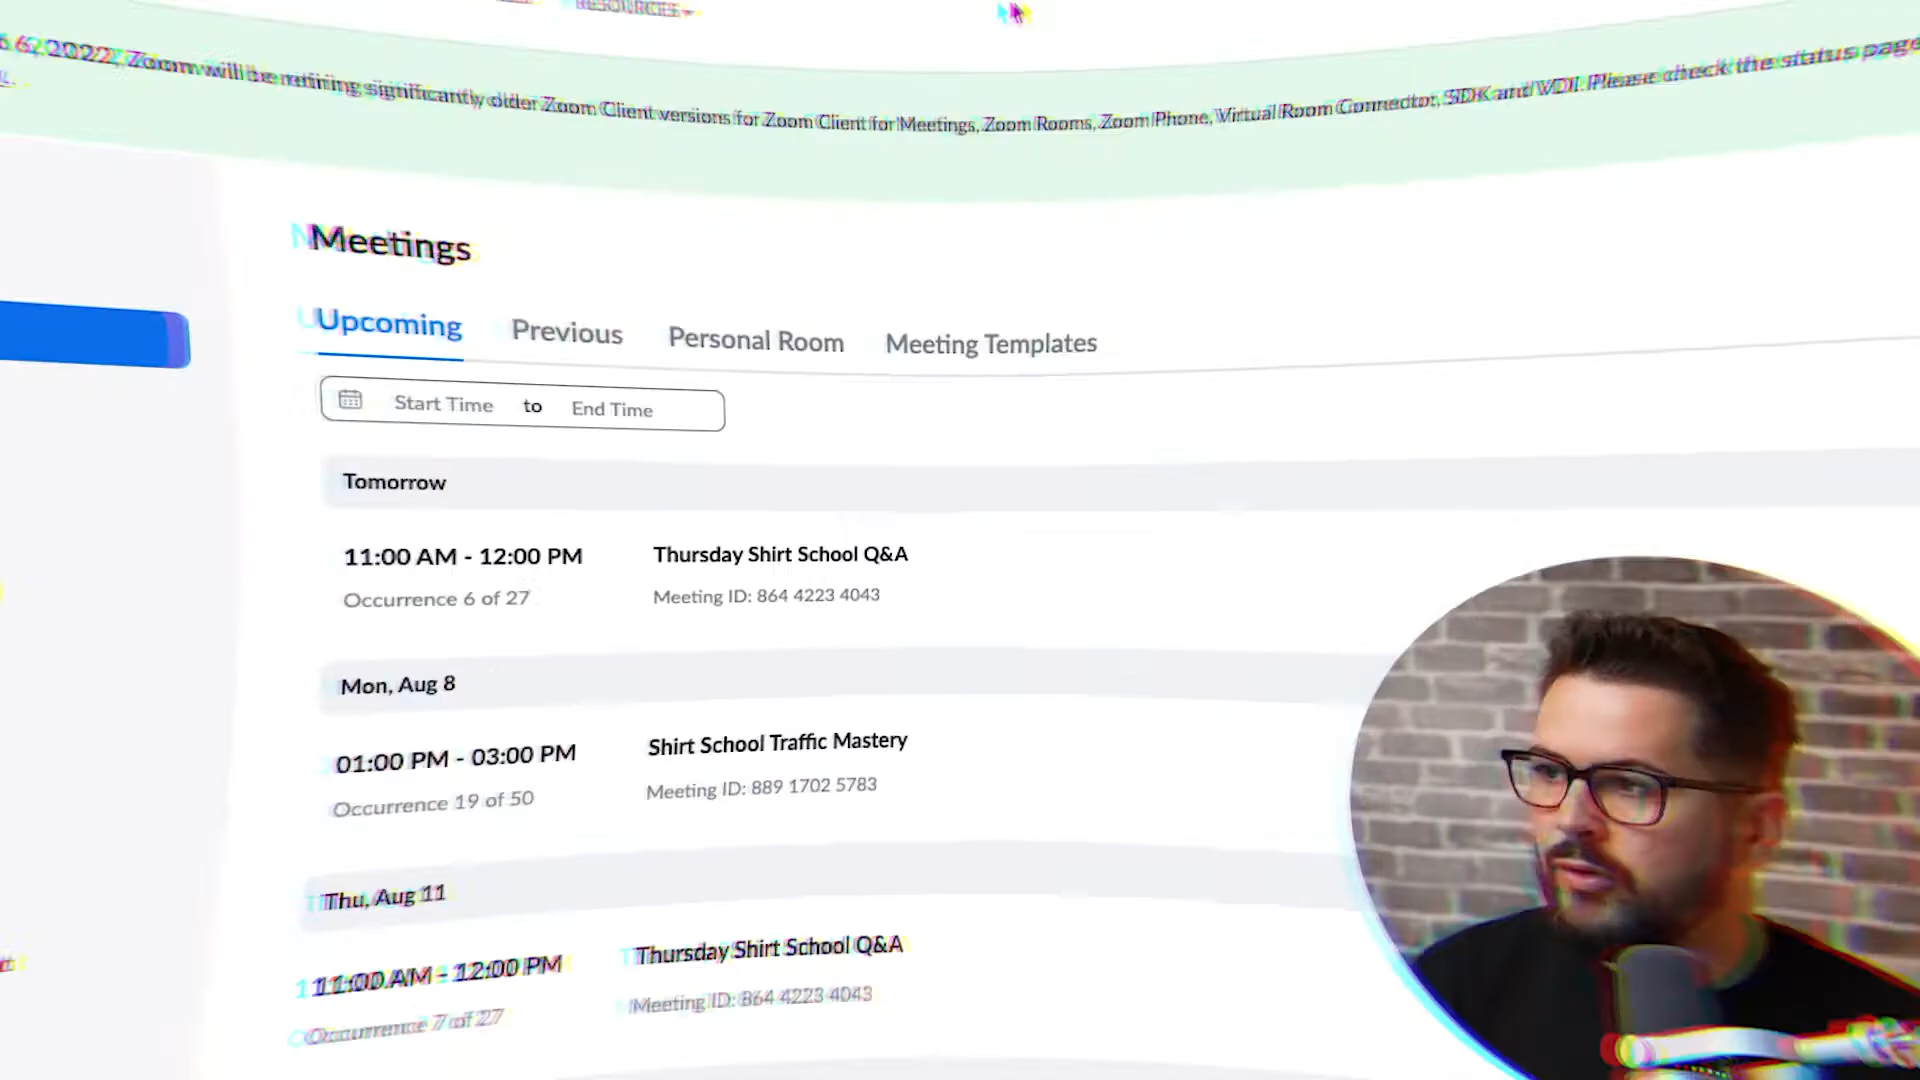 RESOURCES
6, 2022, Zoom will be retiring significantly older Zoom Client versions for Zoom Client for Meetings, Zoom Rooms, Zoom Phone, Virtual Room Connector, SDK and VDI. Please check the status page
Meetings
Upcoming Previous Personal Room Meeting Templates
Start Time to End Time
Tomorrow
11:00 AM - 12:00 PM Thursday Shirt School Q&A
Occurrence 6 of 27 Meeting ID: 864 4223 4043
Mon, Aug 8
01:00 PM - 03:00 PM Shirt School Traffic Mastery
Occurrence 19 of 50 Meeting ID: 889 1702 5783
Thu, Aug 11
11:00 AM - 12:00 PM Thursday Shirt School Q&A
Occurrence 7 of 27 Meeting ID: 864 4223 4043